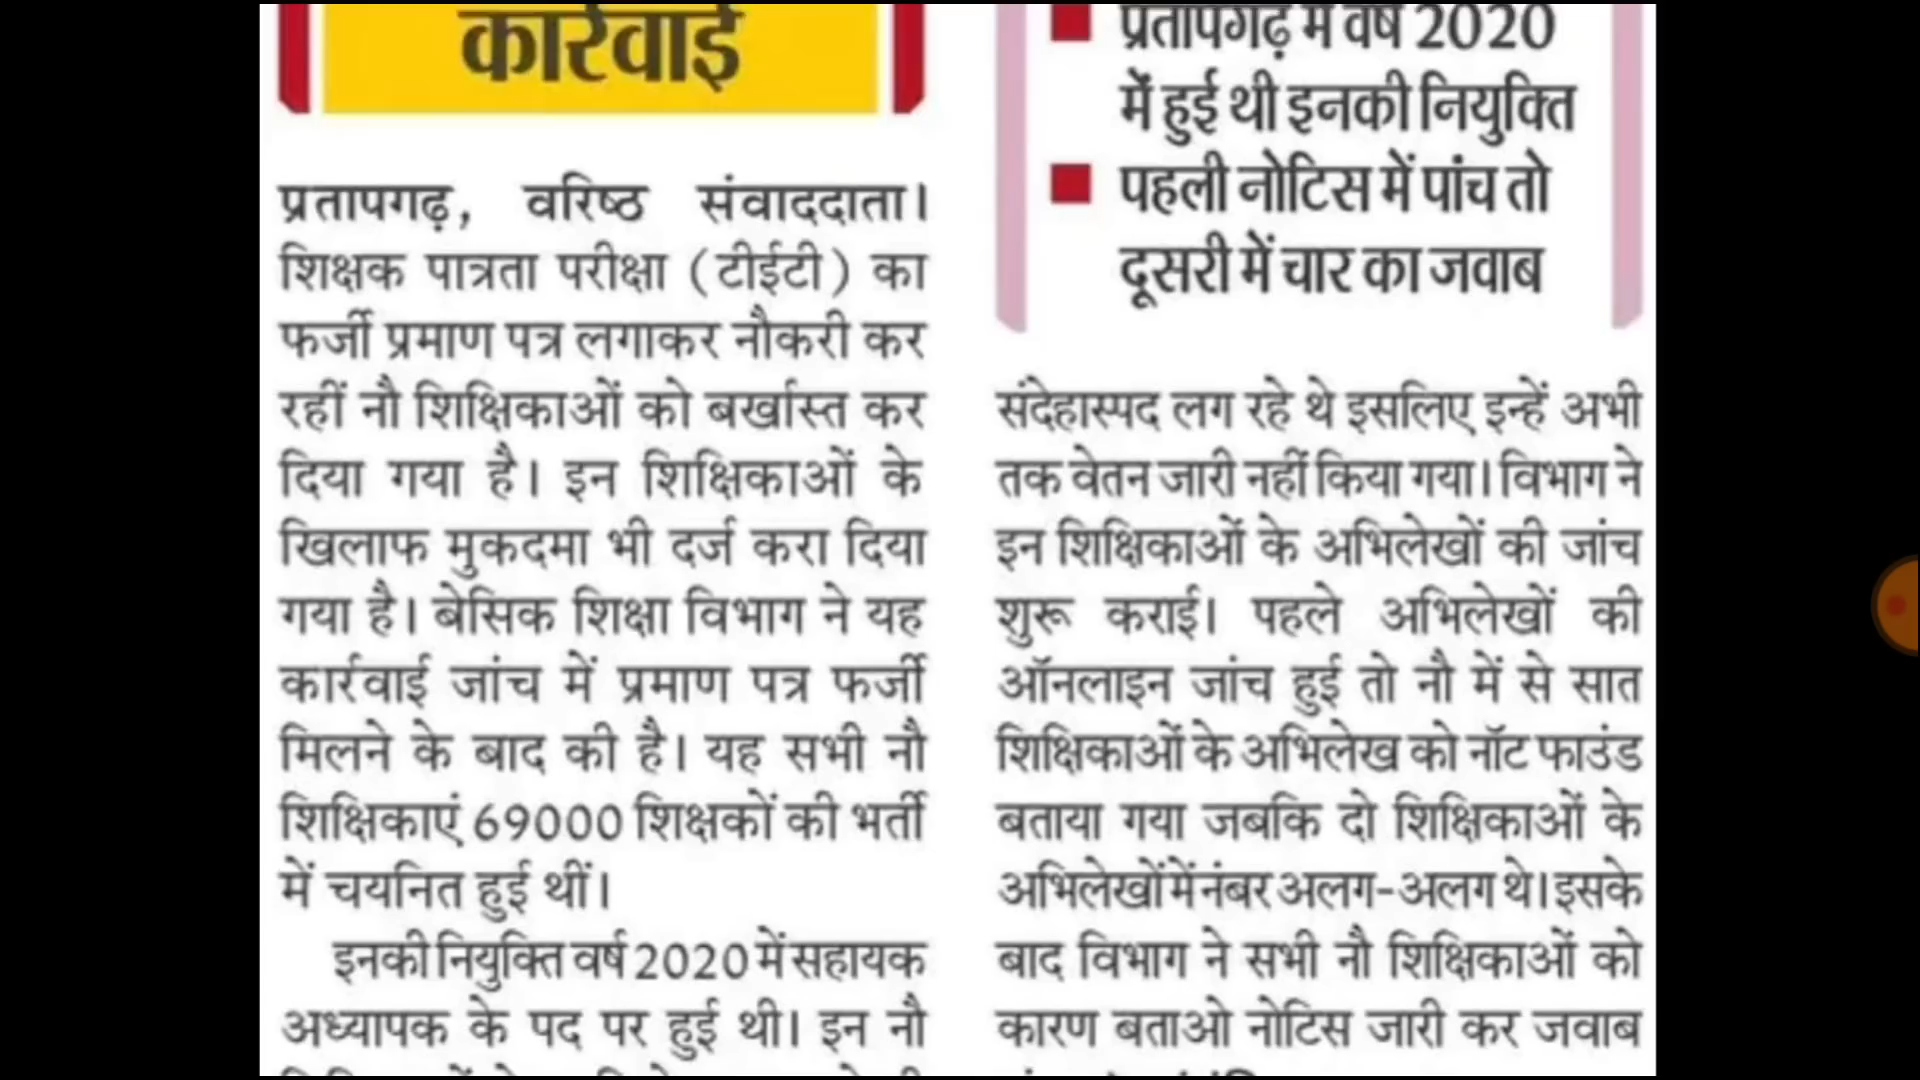 कार्रवाई
प्रतापगढ़, वरिष्ठ संवाददाता।
शिक्षक पात्रता परीक्षा (टीईटी) का
फर्जी प्रमाण पत्र लगाकर नौकरी कर
रहीं नौ शिक्षिकाओं को बर्खास्त कर
दिया गया है। इन शिक्षिकाओं के
खिलाफ मुकदमा भी दर्ज करा दिया
गया है। बेसिक शिक्षा विभाग ने यह
कार्रवाई जांच में प्रमाण पत्र फर्जी
मिलने के बाद की है। यह सभी नौ
शिक्षिकाएं 69000 शिक्षकों की भर्ती
में चयनित हुई थीं।
इनकी नियुक्ति वर्ष 2020 में सहायक
अध्यापक के पद पर हुई थी। इन नौ
प्रतापगढ़ में वर्ष 2020
में हुई थी इनकी नियुक्ति
पहली नोटिस में पांच तो
दूसरी में चार का जवाब
संदेहास्पद लग रहे थे इसलिए इन्हें अभी
तक वेतन जारी नहीं किया गया। विभाग ने
इन शिक्षिकाओं के अभिलेखों की जांच
शुरू कराई। पहले अभिलेखों की
ऑनलाइन जांच हुई तो नौ में से सात
शिक्षिकाओं के अभिलेख को नॉट फाउंड
बताया गया जबकि दो शिक्षिकाओं के
अभिलेखों में नंबर अलग-अलग थे। इसके
बाद विभाग ने सभी नौ शिक्षिकाओं को
कारण बताओ नोटिस जारी कर जवाब